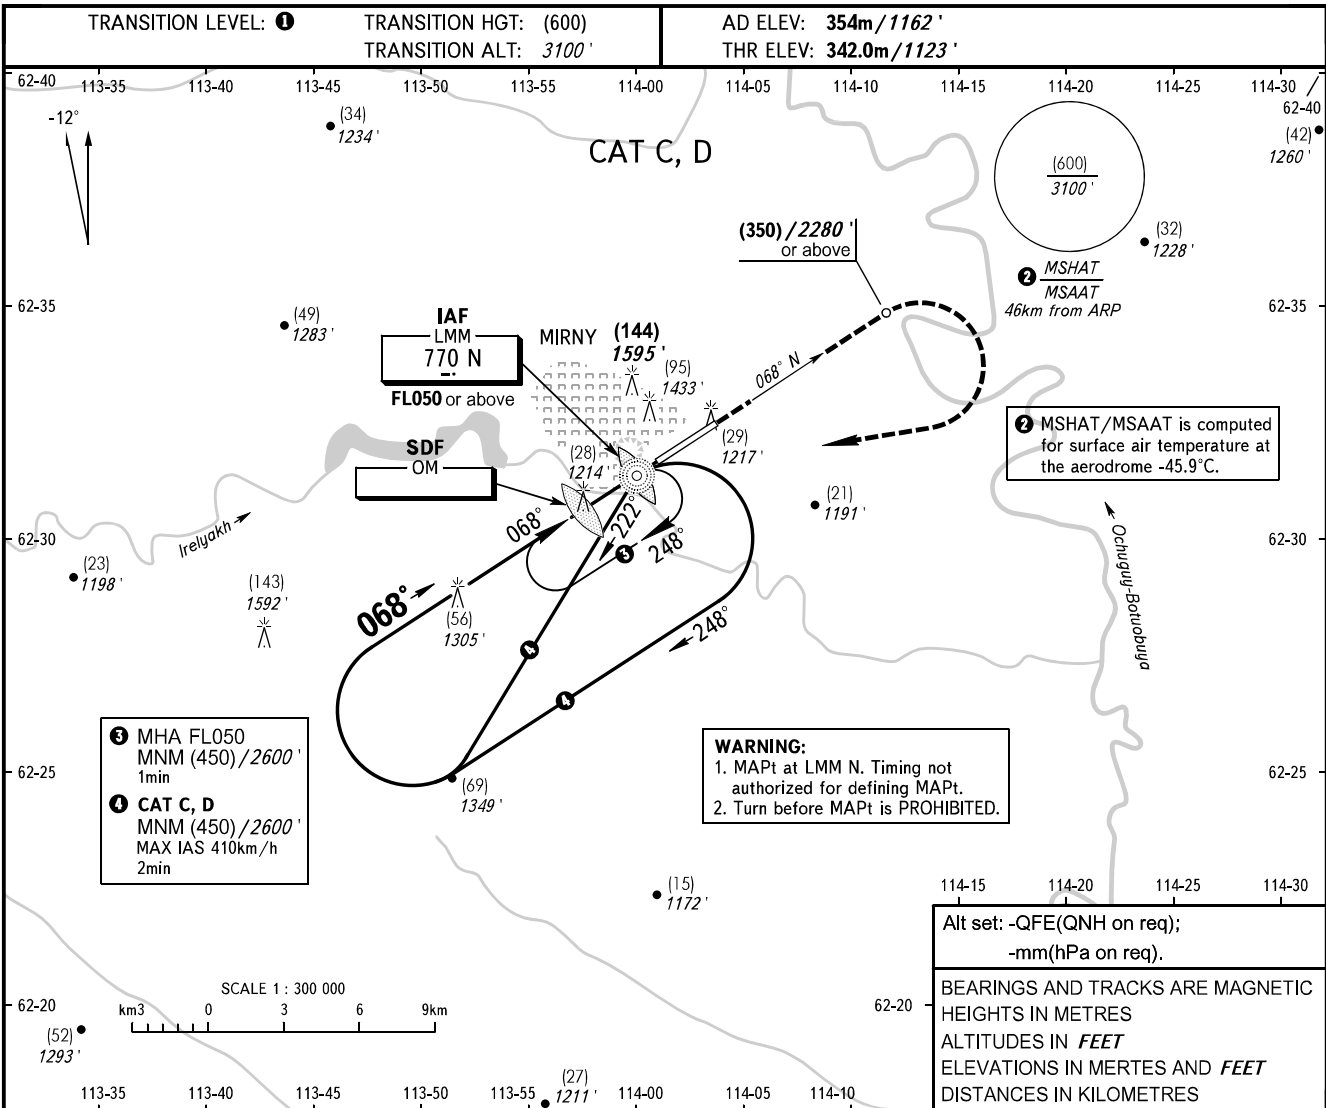 TRANSITION LEVEL: ❶ TRANSITION HGT: (600)
TRANSITION ALT: 3100 '
AD ELEV: 354m/1162 '
THR ELEV: 342.0m/1123 '
62-40 113-35 113-40 113-45 113-50 113-55 114-00 114-05 114-10 114-15 114-20 114-25 114-30
62-40
-12°
(34)
1234 '
CAT C, D
(42)
1260 '
(600)
3100 '
(32)
1228 '
(350)/2280 '
or above
❷ MSHAT
MSAAT
46km from ARP
62-35
62-35
(49)
1283 '
IAF
LMM
770 N
FL050 or above
MIRNY
(144)
1595 '
(95)
1433 '
068° N
(29)
1217 '
❷ MSHAT/MSAAT is computed
for surface air temperature at
the aerodrome -45.9°C.
SDF
OM
(28)
1214 '
(21)
1191 '
Irelyakh
068°
222°
❸
248°
Ochuguy-Botuobuya
62-30
62-30
(23)
1198 '
(143)
1592 '
068°
(56)
1305 '
248°
❹
❹
❸ MHA FL050
MNM (450)/2600 '
1min
❹ CAT C, D
MNM (450)/2600 '
MAX IAS 410km/h
2min
62-25
62-25
(69)
1349 '
WARNING:
1. MAPt at LMM N. Timing not
authorized for defining MAPt.
2. Turn before MAPt is PROHIBITED.
(15)
1172 '
114-15 114-20 114-25 114-30
Alt set: -QFE(QNH on req);
-mm(hPa on req).
BEARINGS AND TRACKS ARE MAGNETIC
HEIGHTS IN METRES
ALTITUDES IN FEET
ELEVATIONS IN MERTES AND FEET
DISTANCES IN KILOMETRES
SCALE 1 : 300 000
km3 0 3 6 9km
62-20
62-20
(52)
1293 '
(27)
1211 '
113-35 113-40 113-45 113-50 113-55 114-00 114-05 114-10